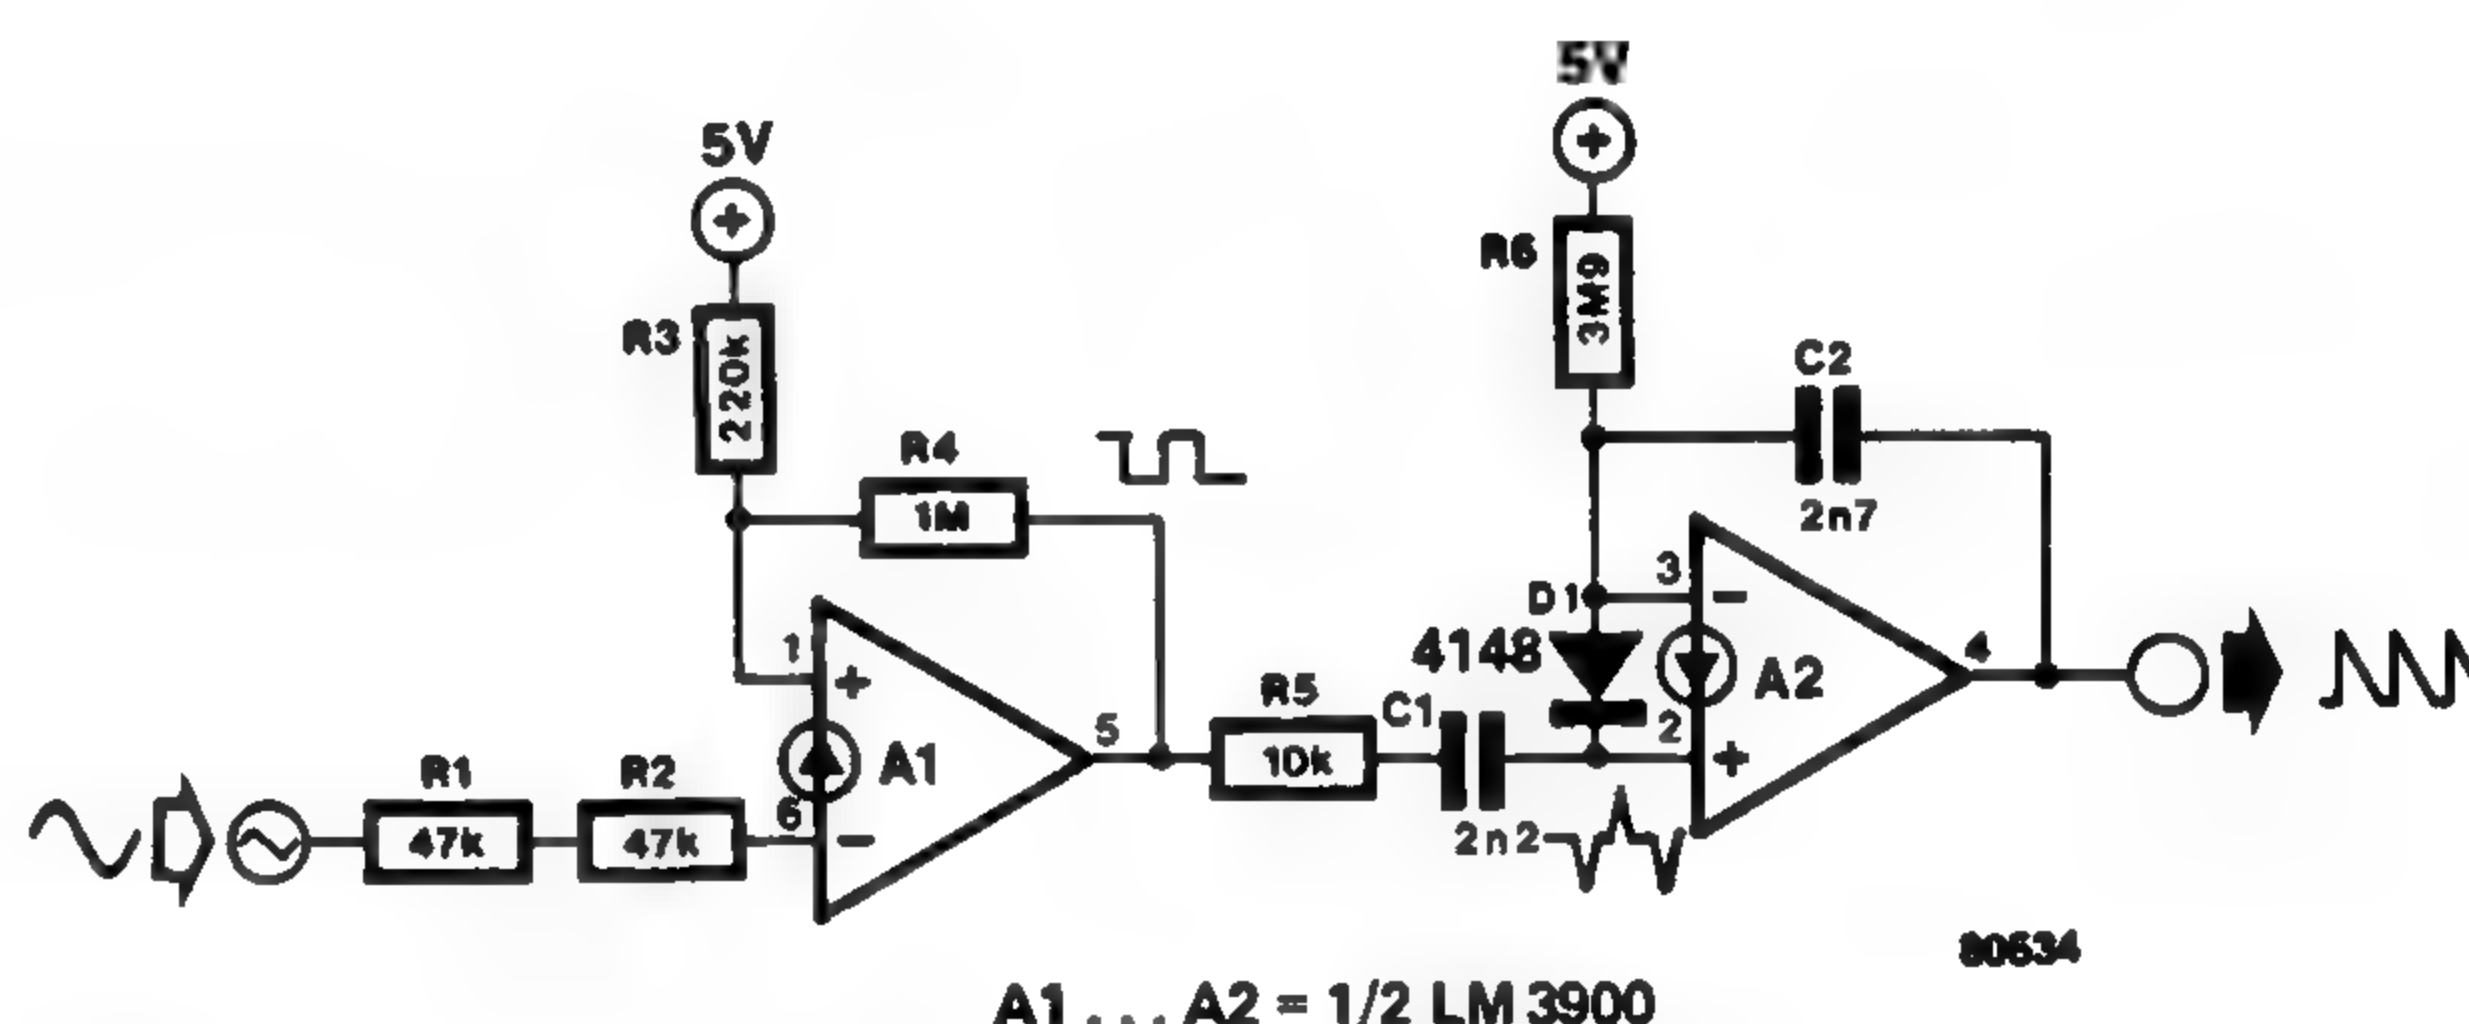 5V
5V
R6
3M9
R3
220k
C2
2n7
R4
1M
3
D1
4148
A2
4
1
+
R5
10k
C1
2
+
2n2
5
A1
R1
47k
R2
47k
6
80634
A1 ... A2 = 1/2 LM 3900